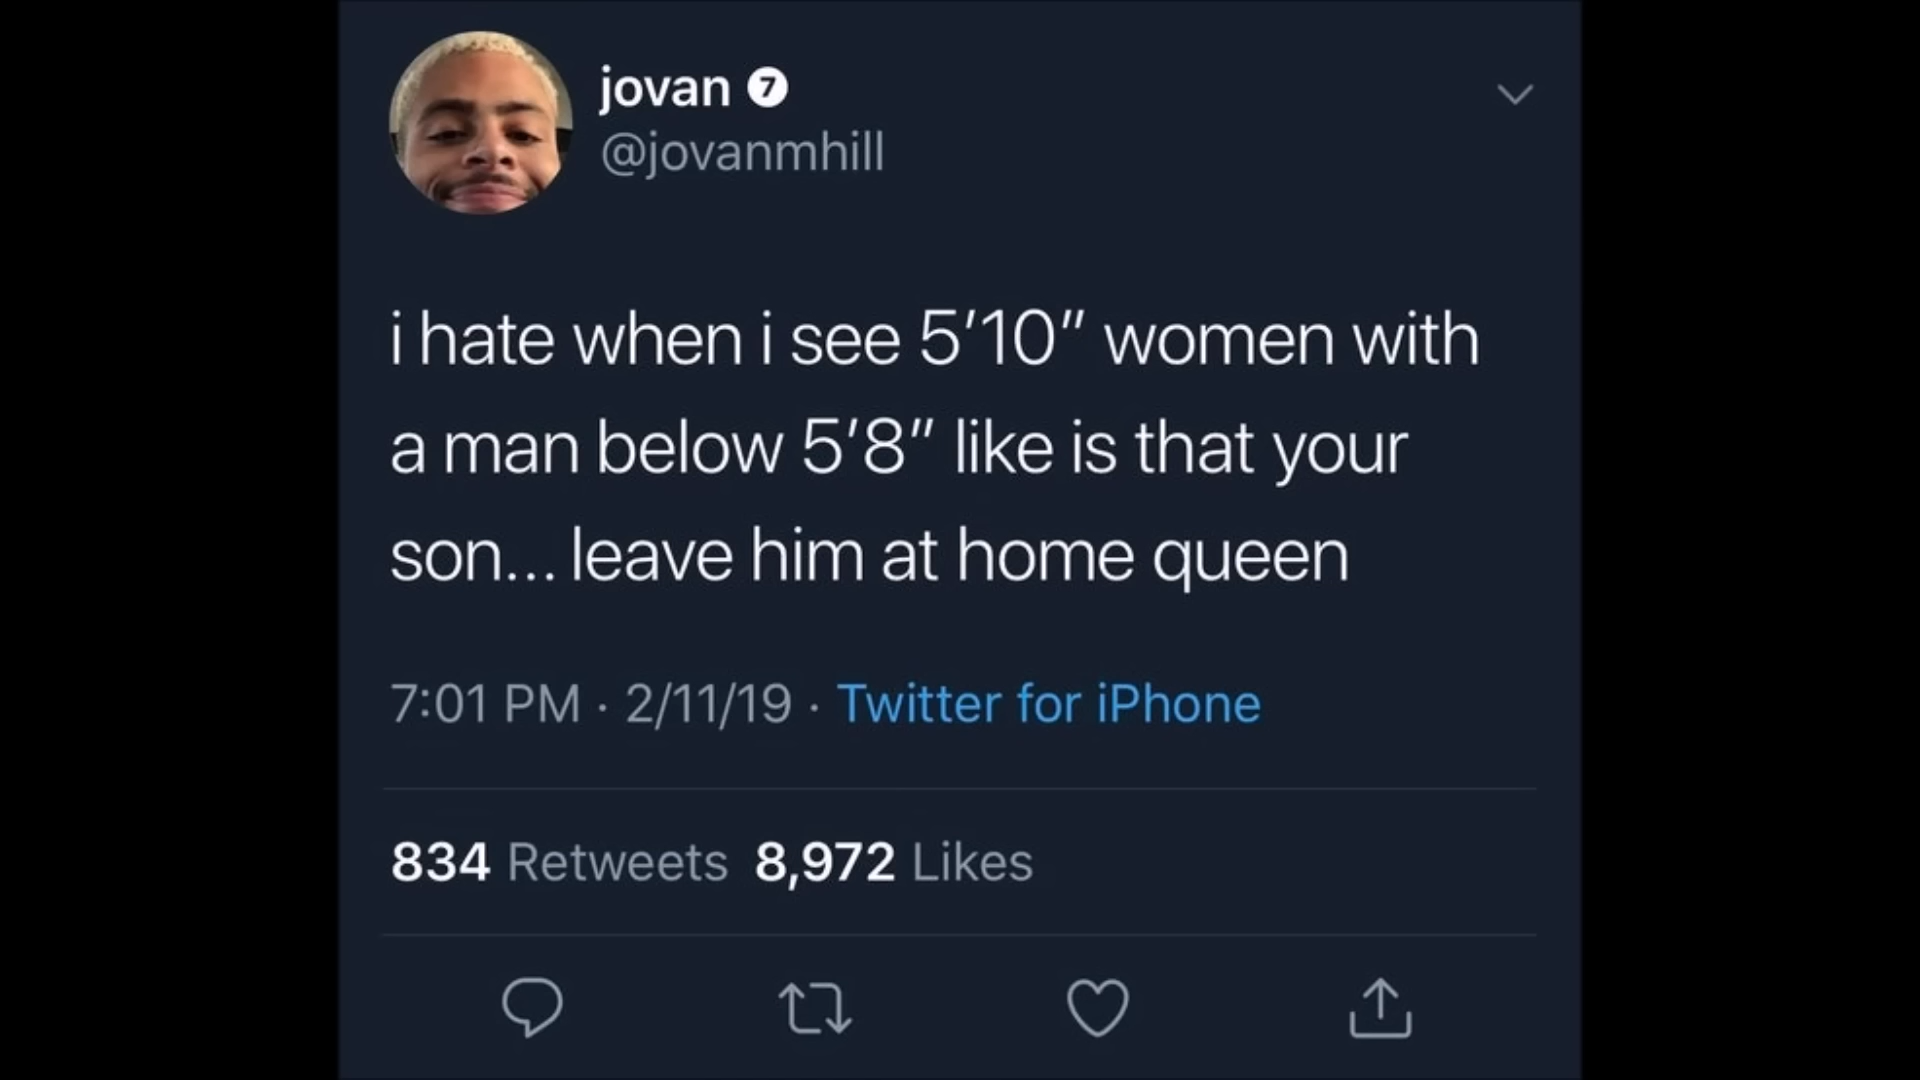 jovan 7
@jovanmhill
i hate when i see 5’10” women with
a man below 5’8” like is that your
son... leave him at home queen
7:01 PM · 2/11/19 · Twitter for iPhone
834 Retweets 8,972 Likes